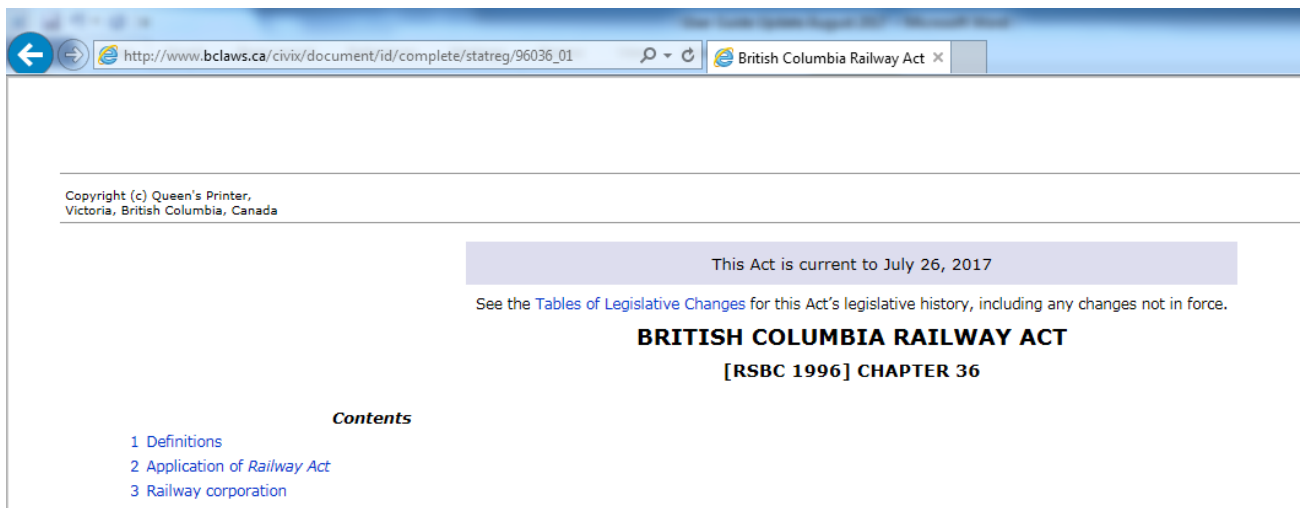 http://www.bclaws.ca/civix/document/id/complete/statreg/96036_01
British Columbia Railway Act
Copyright (c) Queen's Printer,
Victoria, British Columbia, Canada
This Act is current to July 26, 2017
See the Tables of Legislative Changes for this Act’s legislative history, including any changes not in force.
BRITISH COLUMBIA RAILWAY ACT
[RSBC 1996] CHAPTER 36
Contents
1 Definitions
2 Application of Railway Act
3 Railway corporation